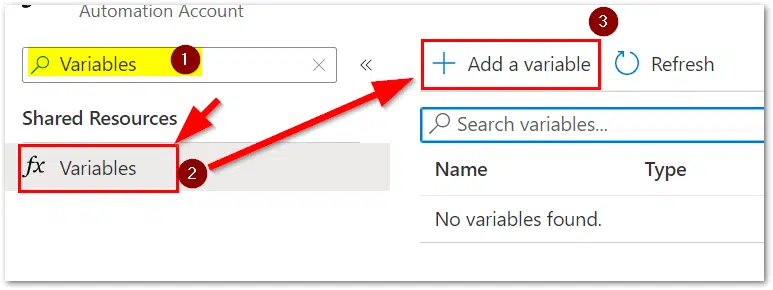 Automation Account
Variables
1
«
Shared Resources
fx Variables
2
3
+ Add a variable
Refresh
Search variables...
Name Type
No variables found.